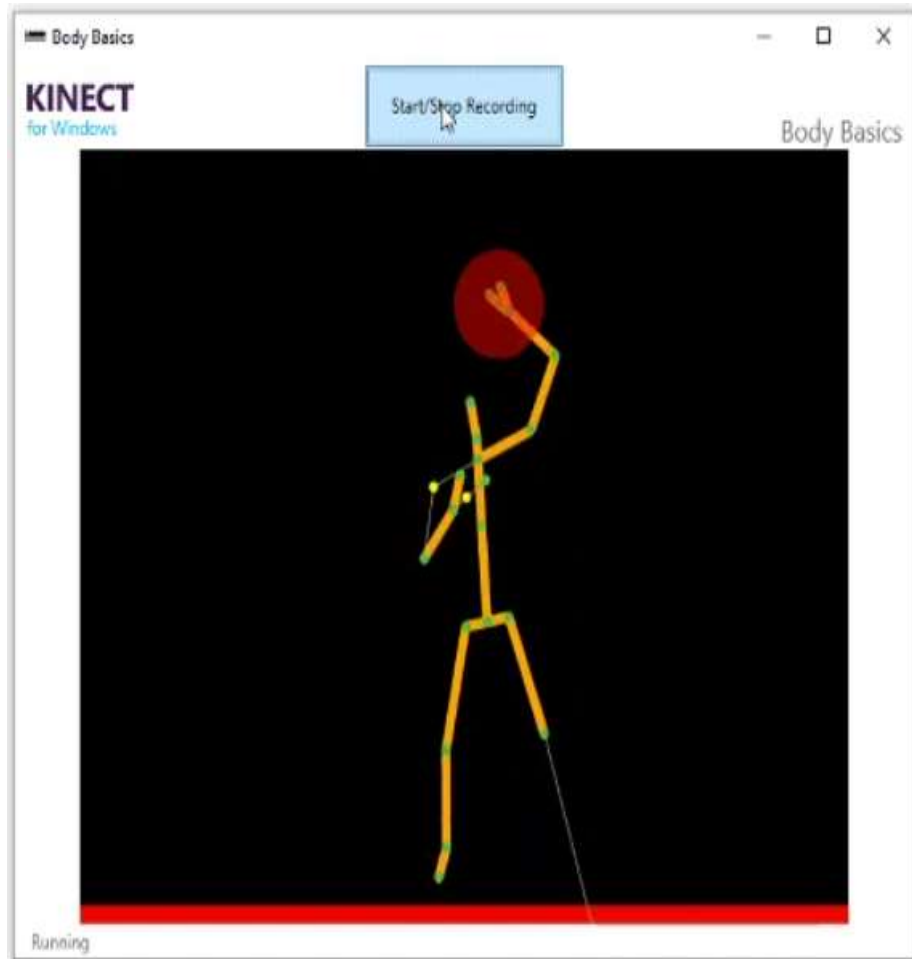 Body Basics
KINECT
for Windows
Start/Stop Recording
Body Basics
Running